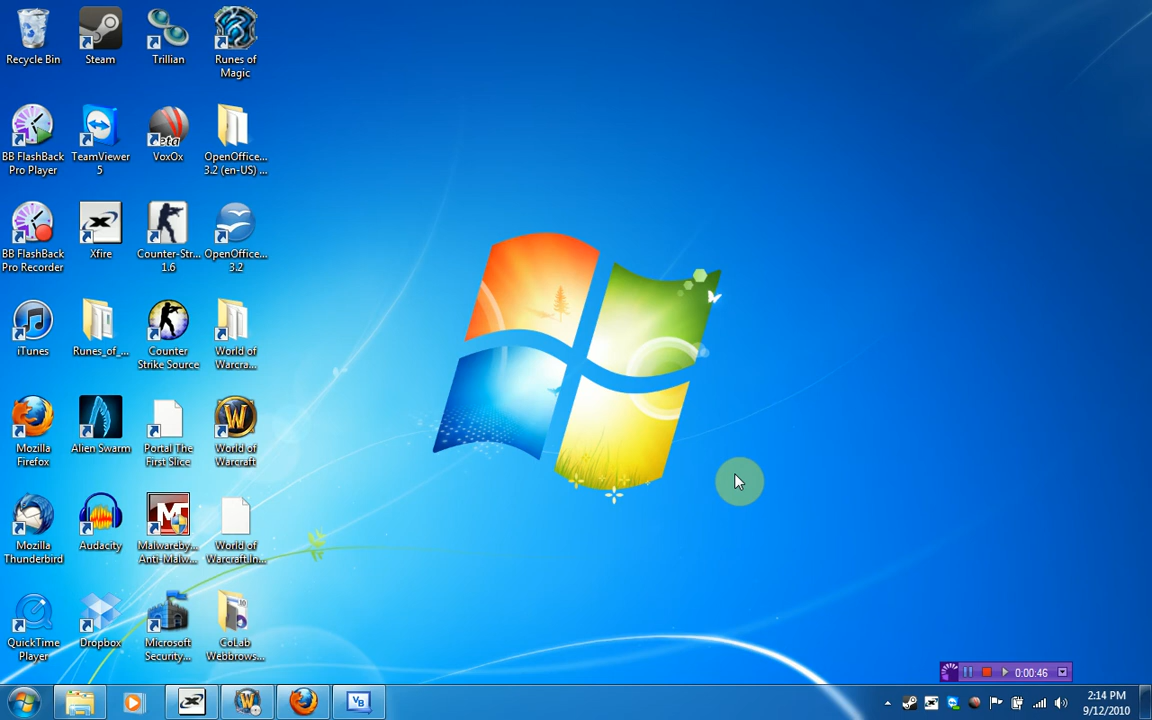 Recycle Bin
Steam
Trillian
Runes of
Magic
BB FlashBack
Pro Player
TeamViewer
5
VoxOx
OpenOffice...
3.2 (en-US) ...
BB FlashBack
Pro Recorder
Xfire
Counter-Str...
1.6
OpenOffice...
3.2
iTunes
Runes_of_...
Counter
Strike Source
World of
Warcra...
Mozilla
Firefox
Alien Swarm
Portal The
First Slice
World of
Warcraft
Mozilla
Thunderbird
Audacity
Malwareby...
Anti-Malw...
World of
Warcraft.In...
QuickTime
Player
Dropbox
Microsoft
Security...
CoLab
Webbrows...
0:00:46
VB
2:14 PM
9/12/2010